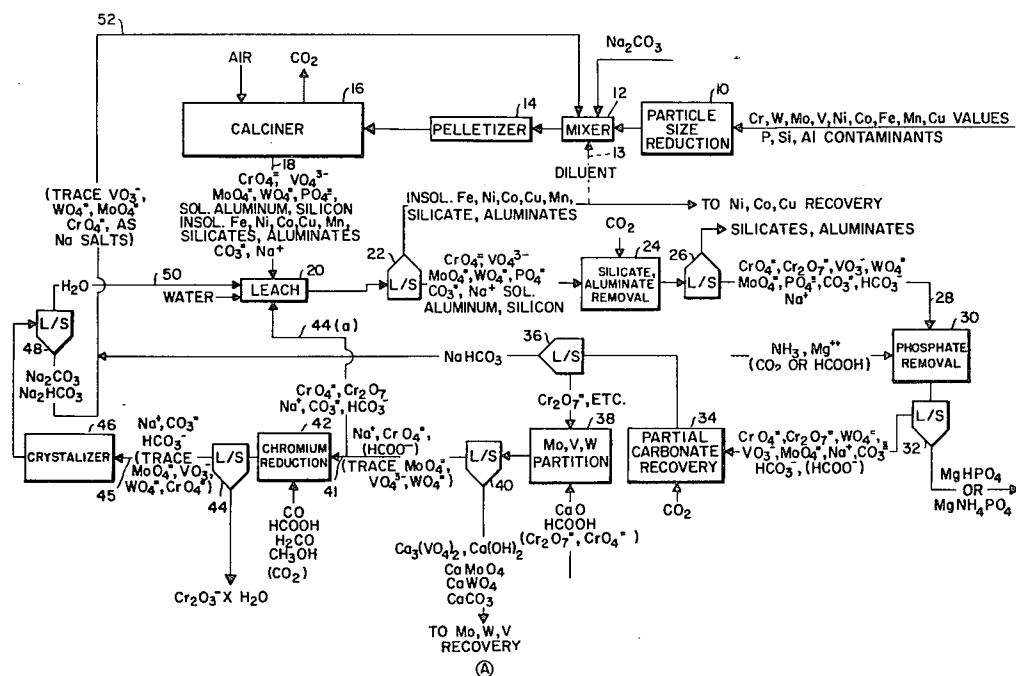 52
Na2CO3
AIR
CO2
16
CALCINER
14
PELLETIZER
12
MIXER
10
PARTICLE
SIZE
REDUCTION
Cr, W, Mo, V, Ni, Co, Fe, Mn, Cu VALUES
P, Si, Al CONTAMINANTS
13
DILUENT
18
CrO4=, VO4³⁻
MoO4=, WO4=, PO4≡
SOL. ALUMINUM, SILICON
INSOL. Fe, Ni, Co, Cu, Mn,
SILICATES, ALUMINATES
CO3=, Na+
(TRACE VO3-,
WO4=, MoO4=
CrO4=, AS
Na SALTS)
INSOL. Fe, Ni, Co, Cu, Mn,
SILICATE, ALUMINATES
TO Ni, Co, Cu RECOVERY
SILICATES, ALUMINATES
50
H2O
WATER
20
LEACH
22
L/S
CrO4=, VO4³⁻
MoO4=, WO4=, PO4≡
CO3=, Na+ SOL.
ALUMINUM, SILICON
CO2
24
SILICATE,
ALUMINATE
REMOVAL
26
L/S
CrO4=, Cr2O7=, VO3-, WO4=
MoO4=, PO4≡, CO3=, HCO3-
Na+
28
30
PHOSPHATE
REMOVAL
NH3, Mg++
(CO2 OR HCOOH)
L/S
32
MgHPO4
OR
MgNH4PO4
44(a)
L/S
48
Na2CO3
Na2HCO3
NaHCO3
36
L/S
Cr2O7=, ETC.
CrO4=, Cr2O7
Na+, CO3=, HCO3-
46
CRYSTALIZER
Na+, CO3=
HCO3-
(TRACE
MoO4=, VO3-,
WO4=, CrO4=)
45
L/S
44
42
CHROMIUM
REDUCTION
41
Na+, CrO4=,
(HCOO-)
(TRACE MoO4=,
VO4³⁻, WO4=)
L/S
40
38
Mo, V, W
PARTITION
34
PARTIAL
CARBONATE
RECOVERY
CrO4=, Cr2O7=, WO4=,
VO3-, MoO4=, Na+, CO3=
HCO3-, (HCOO-)
CO2
CO
HCOOH
H2CO
CH3OH
(CO2)
CaO
HCOOH
(Cr2O7=, CrO4=)
Cr2O3-X H2O
Ca3(VO4)2, Ca(OH)2
CaMoO4
CaWO4
CaCO3
TO Mo, W, V
RECOVERY
A